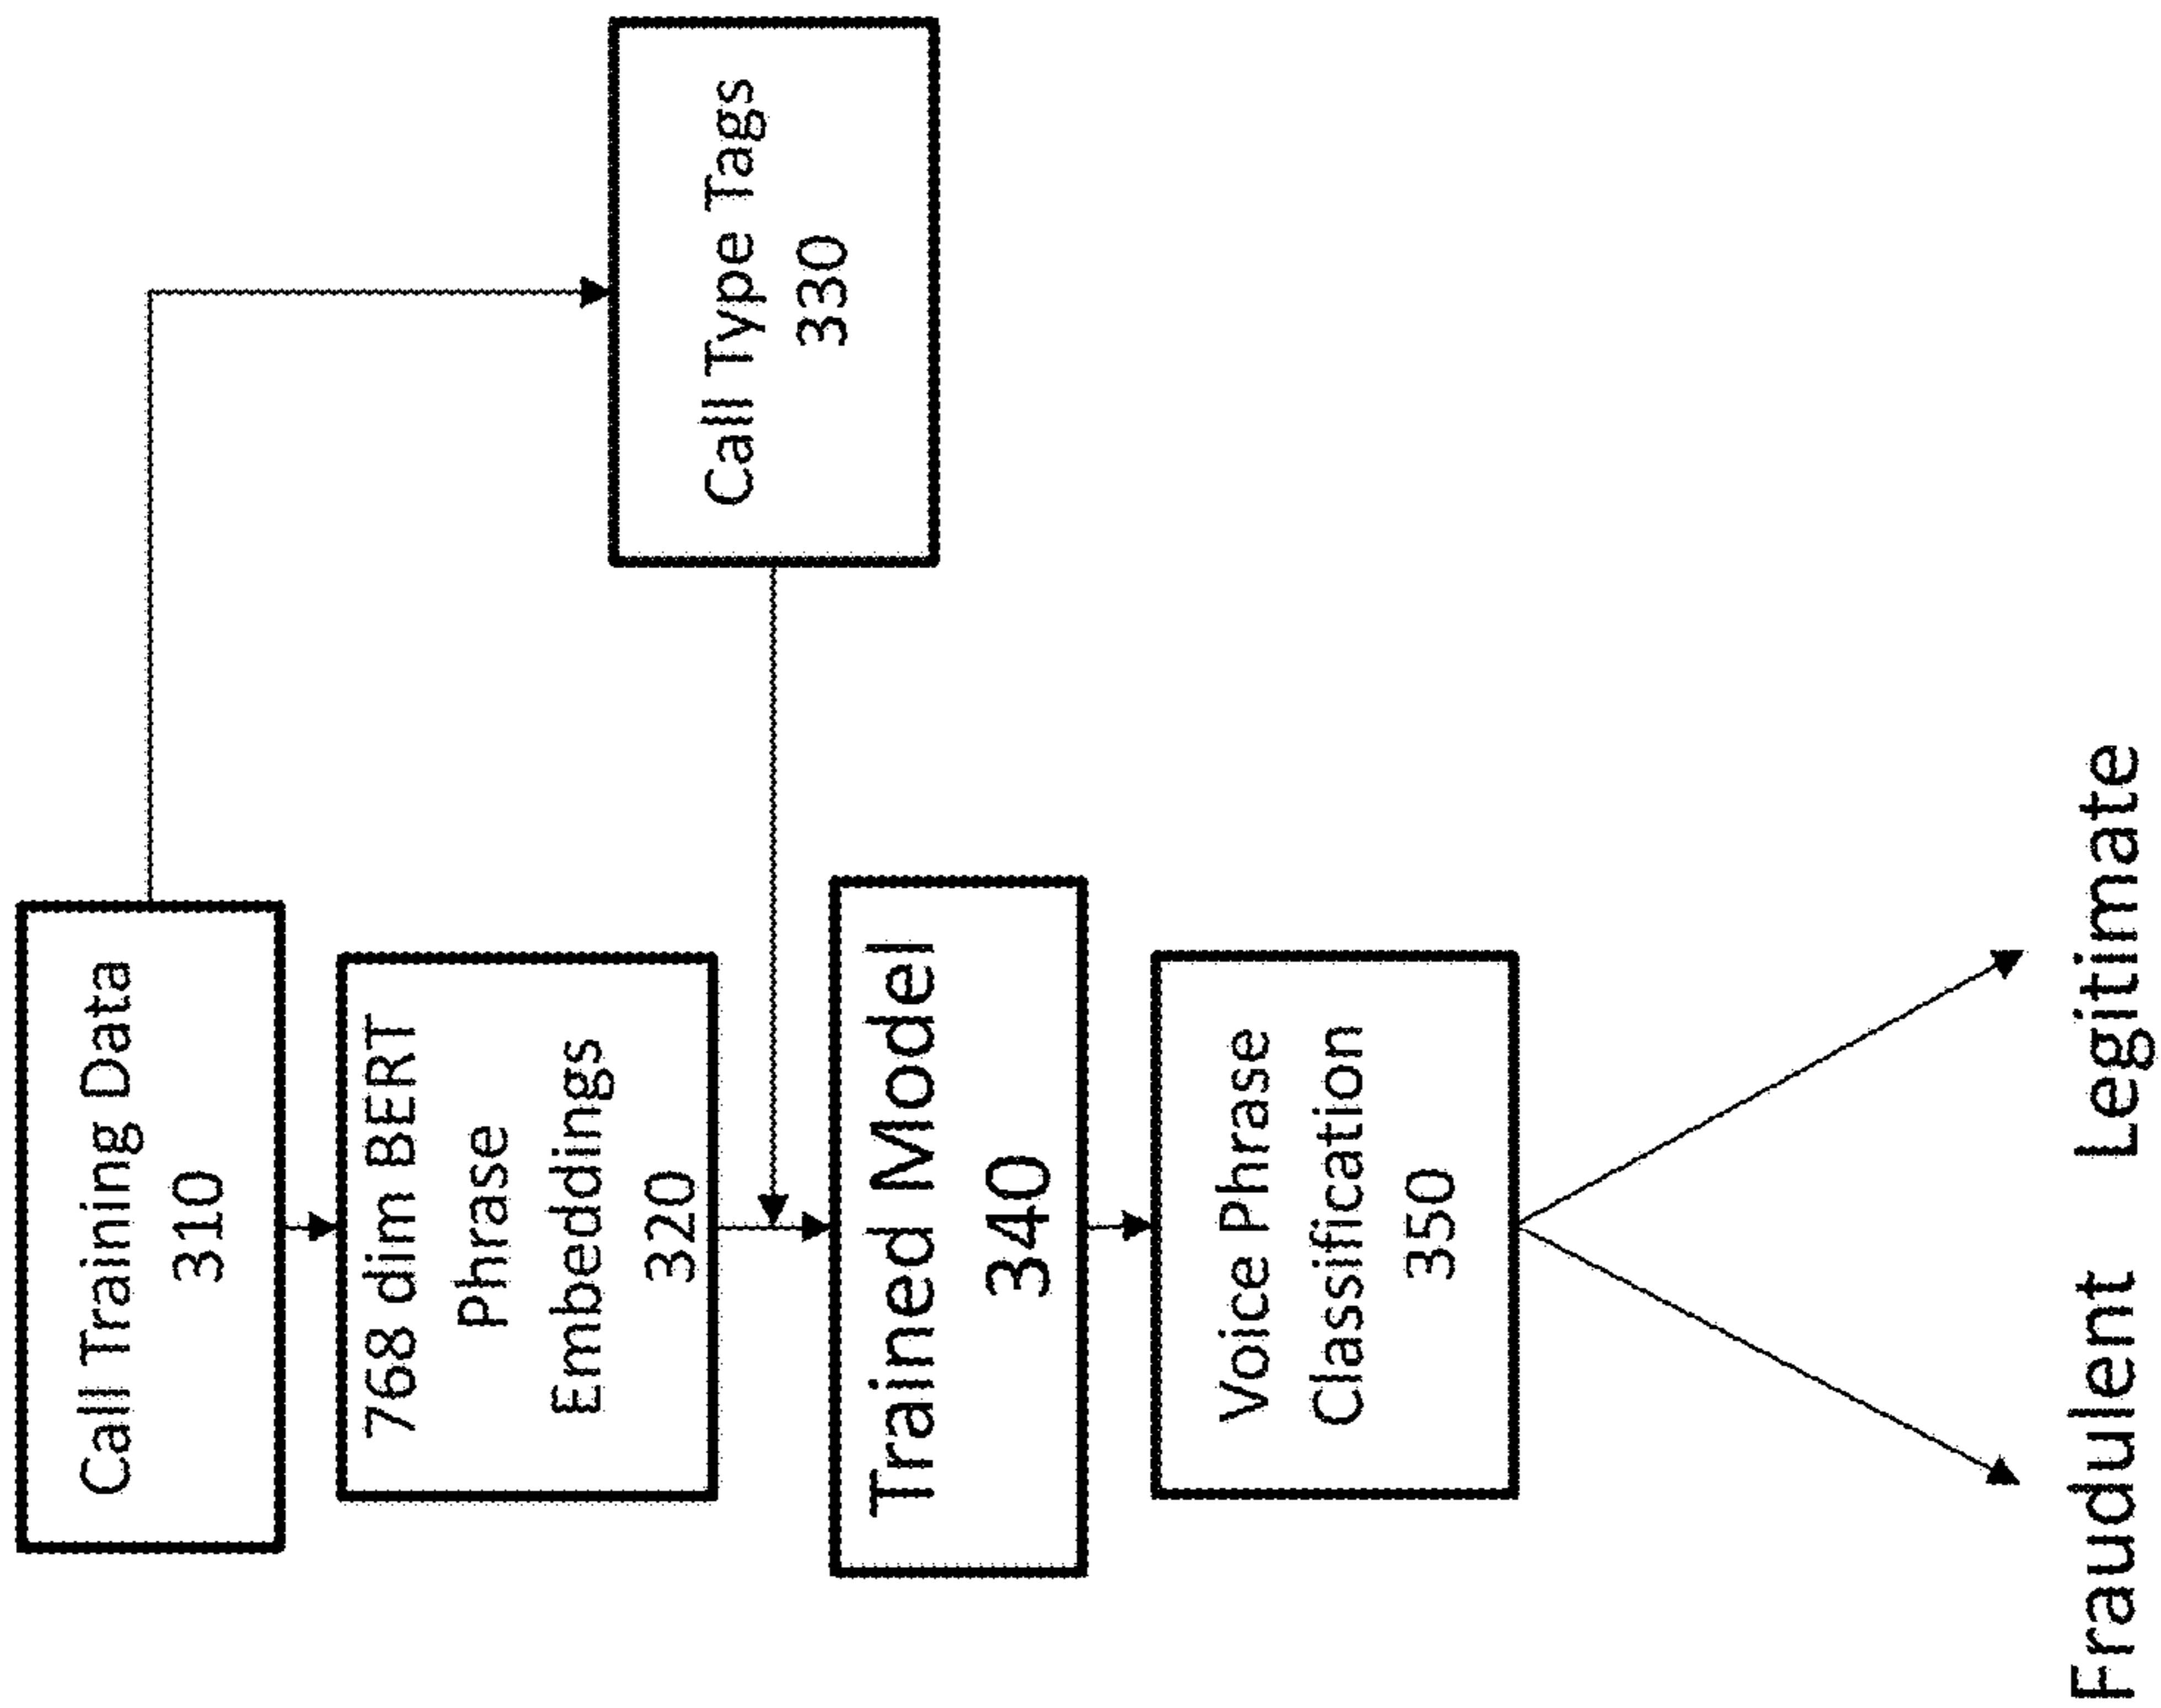 Call Training Data
310
768 dim BERT
Phrase
Embeddings
320
Call Type Tags
330
Trained Model
340
Voice Phrase
Classification
350
Fraudulent
Legitimate